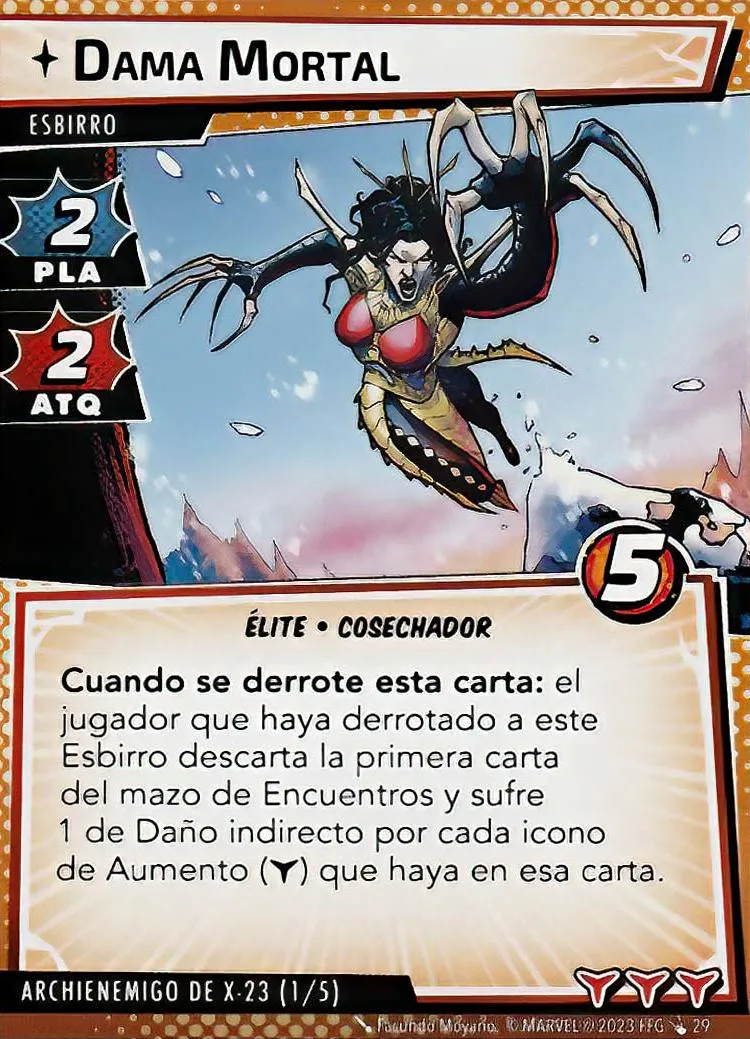 DAMA MORTAL
ESBIRRO
2
PLA
2
ATQ
5
ÉLITE • COSECHADOR
Cuando se derrote esta carta: el
jugador que haya derrotado a este
Esbirro descarta la primera carta
del mazo de Encuentros y sufre
1 de Daño indirecto por cada icono
de Aumento () que haya en esa carta.
ARCHIENEMIGO DE X-23 (1/5)
©MARVEL 2023 FFG 29